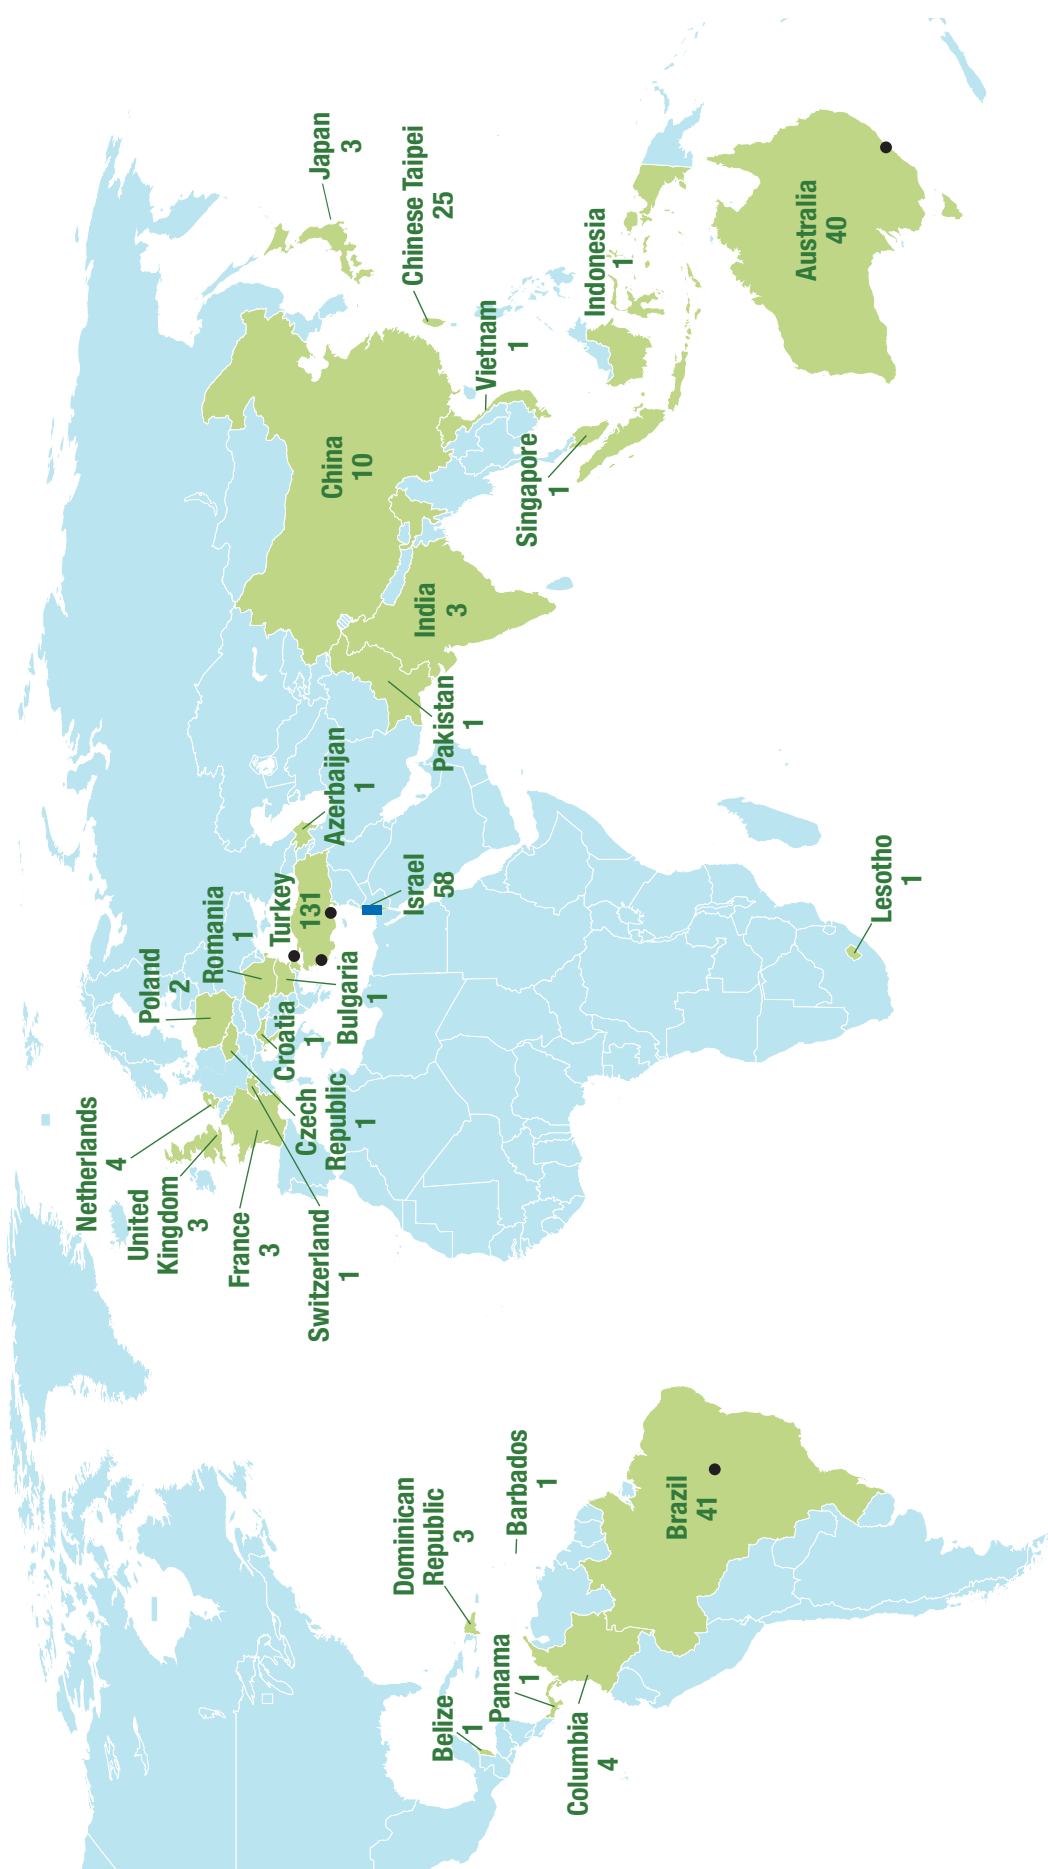 Netherlands
4
United
Kingdom
3
France
3
Switzerland
1
Czech
Republic
1
Croatia
1
Bulgaria
1
Poland
2
Romania
1
Turkey
131
Azerbaijan
1
Israel
58
Pakistan
1
India
3
China
10
Japan
3
Chinese Taipei
25
Vietnam
1
Singapore
1
Indonesia
1
Australia
40
Lesotho
1
Dominican
Republic
3
Barbados
1
Belize
1
Panama
1
Columbia
4
Brazil
41